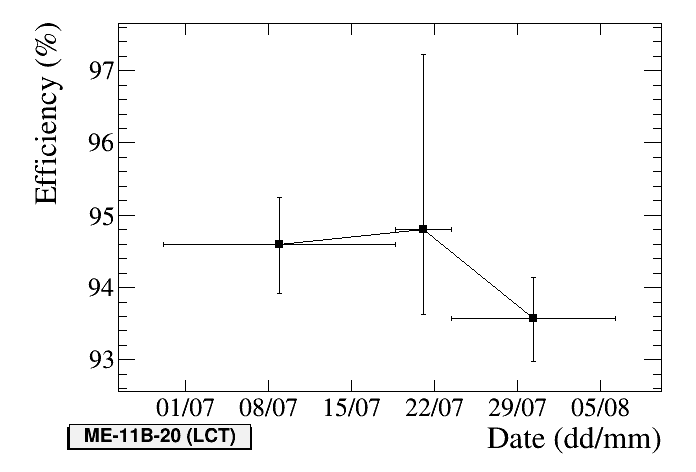 Efficiency (%)
97
96
95
94
93
01/07 08/07 15/07 22/07 29/07 05/08
ME-11B-20 (LCT)
Date (dd/mm)